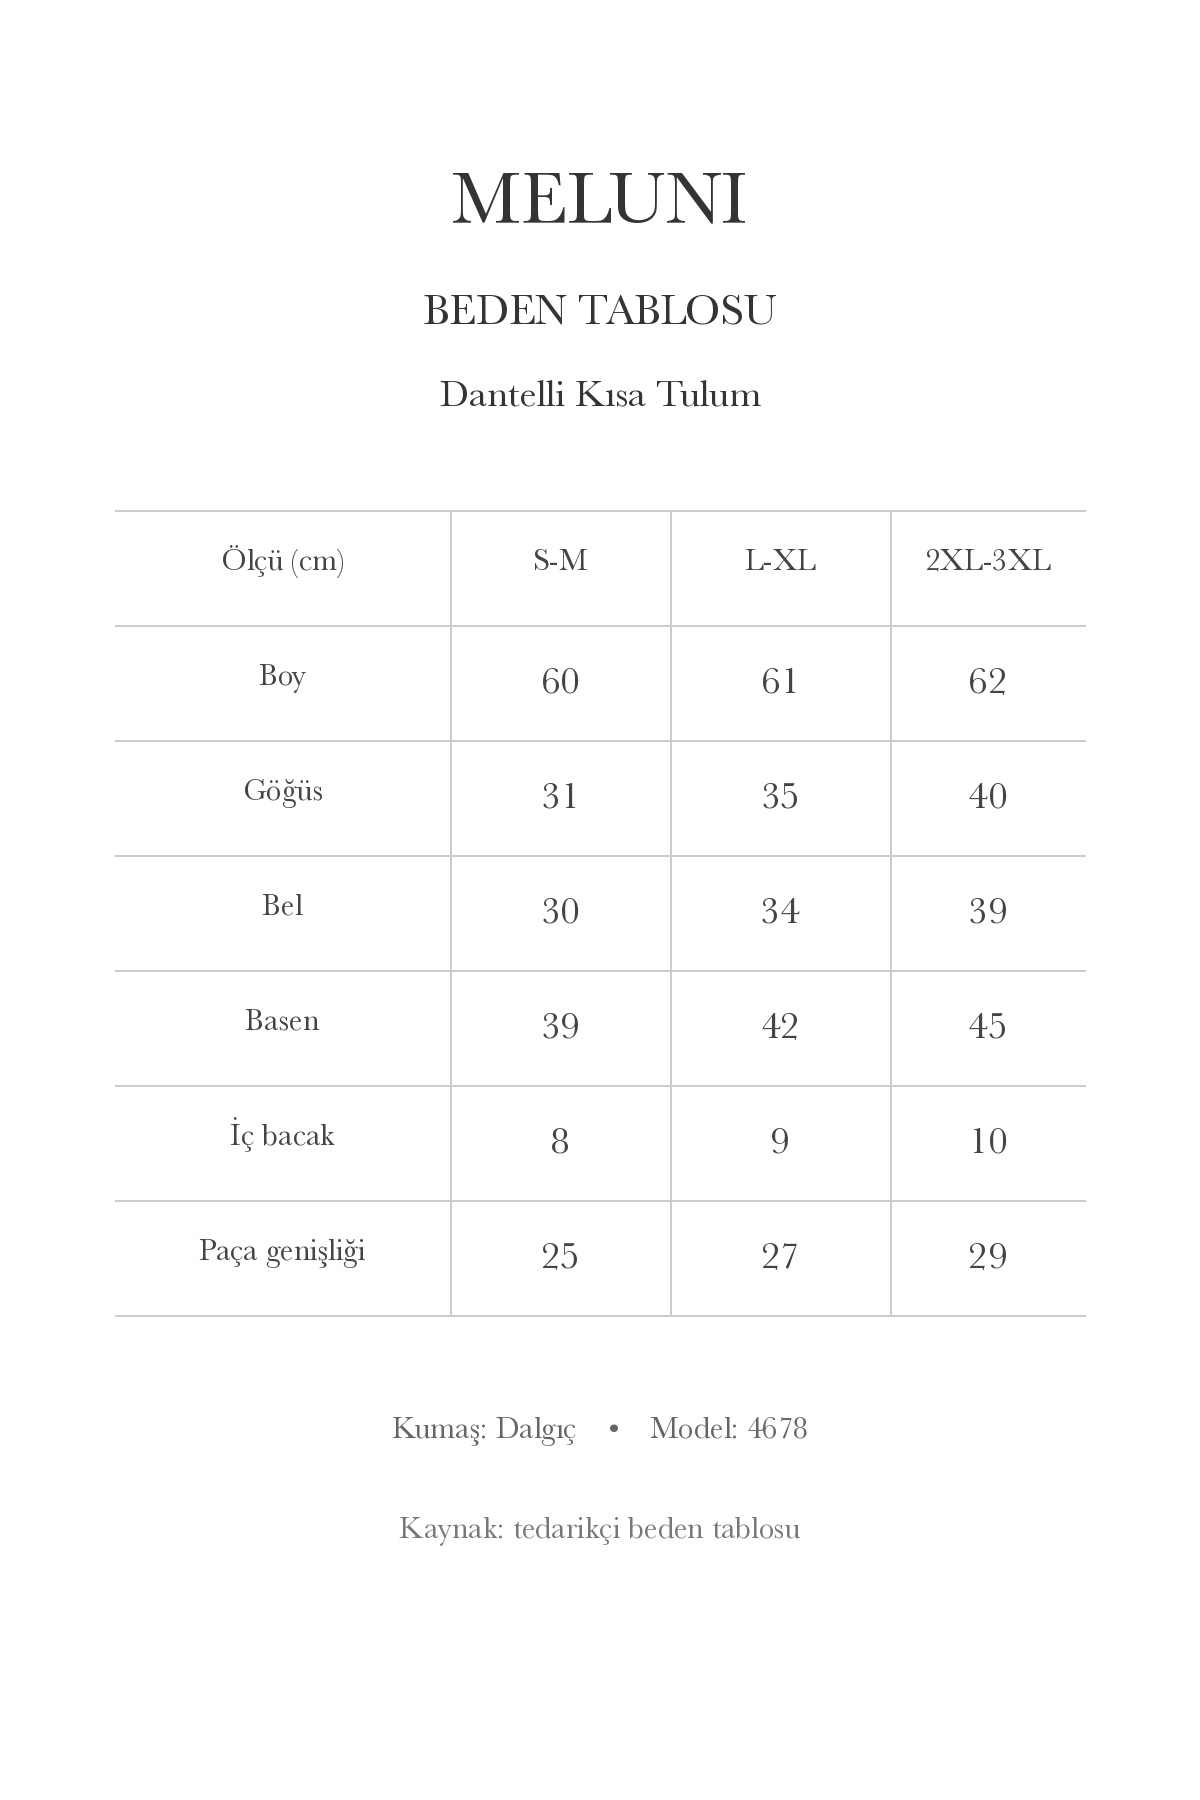 MELUNI
BEDEN TABLOSU
Dantelli Kısa Tulum
Ölçü (cm) S-M L-XL 2XL-3XL
Boy 60 61 62
Göğüs 31 35 40
Bel 30 34 39
Basen 39 42 45
İç bacak 8 9 10
Paça genişliği 25 27 29
Kumaş: Dalgıç • Model: 4678
Kaynak: tedarikçi beden tablosu